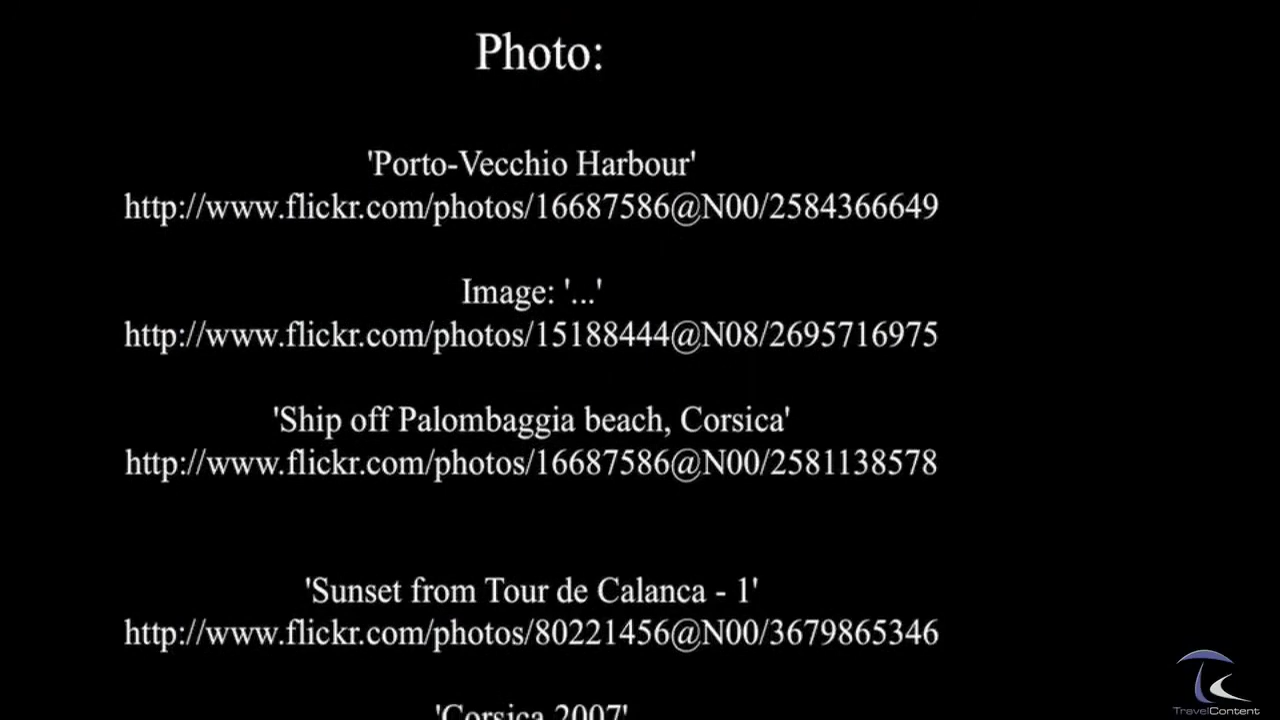 Photo:
'Porto-Vecchio Harbour'
http://www.flickr.com/photos/16687586@N00/2584366649
Image: '...'
http://www.flickr.com/photos/15188444@N08/2695716975
'Ship off Palombaggia beach, Corsica'
http://www.flickr.com/photos/16687586@N00/2581138578
'Sunset from Tour de Calanca - 1'
http://www.flickr.com/photos/80221456@N00/3679865346
'Corsica 2007'
TravelContent